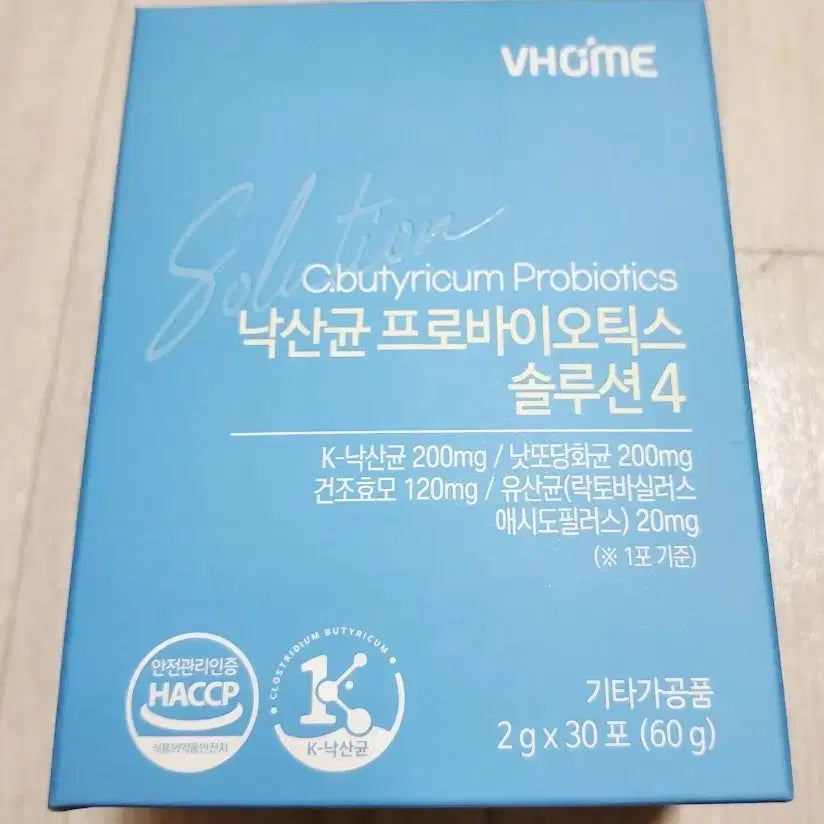 VHOME
Solution
C.butyricum Probiotics
낙산균 프로바이오틱스
솔루션4
K-낙산균 200mg / 낫또당화균 200mg
건조효모 120mg / 유산균(락토바실러스
애시도필러스) 20mg
(※ 1포 기준)
안전관리인증
HACCP
식품의약품안전처
CLOSTRIDIUM BUTYRICUM
1K
K-낙산균
기타가공품
2 g x 30 포 (60 g)